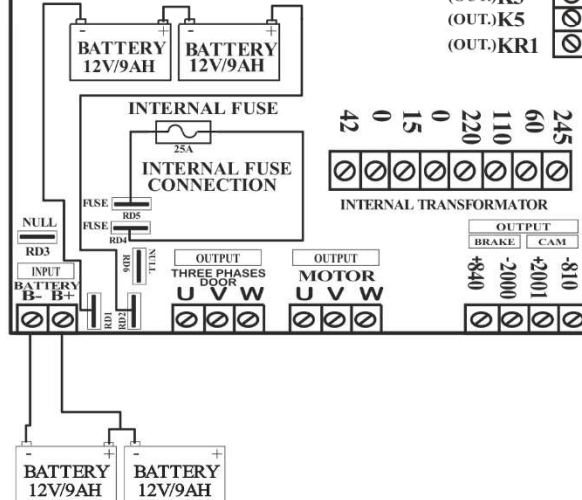 (OUT.)K5
(OUT.)KR1
- + - +
BATTERY
12V/9AH
BATTERY
12V/9AH
INTERNAL FUSE
25A
INTERNAL FUSE
CONNECTION
FUSE
RD5
FUSE
RD4
NULL
RD3
RD6
NULL
INPUT
BATTERY
B- B+
RD1
RD2
OUTPUT
THREE PHASES
DOOR
U V W
OUTPUT
MOTOR
U V W
42 0 15 0 220 110 60 245
INTERNAL TRANSFORMATOR
OUTPUT
BRAKE CAM
+840 -2000 +2001 -810
- + - +
BATTERY
12V/9AH
BATTERY
12V/9AH